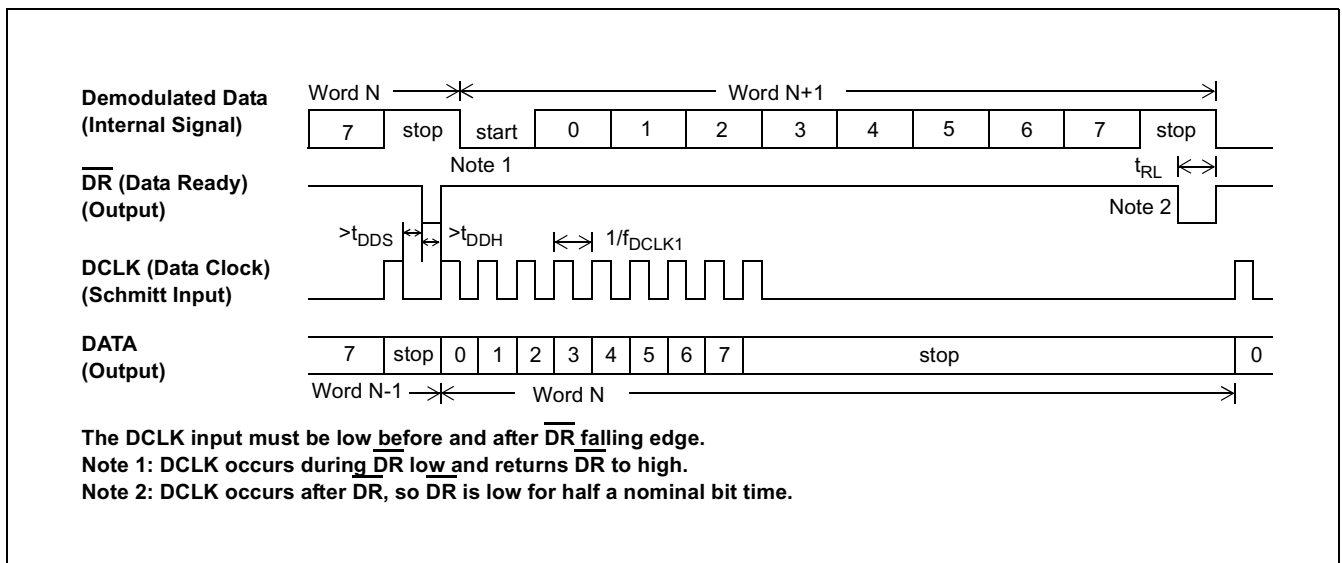 Word N Word N+1
Demodulated Data
(Internal Signal)
7 stop start 0 1 2 3 4 5 6 7 stop
Note 1
tRL
DR (Data Ready)
(Output)
Note 2
>tDDS >tDDH 1/fDCLK1
DCLK (Data Clock)
(Schmitt Input)
DATA
(Output)
7 stop 0 1 2 3 4 5 6 7 stop 0
Word N-1 Word N
The DCLK input must be low before and after DR falling edge.
Note 1: DCLK occurs during DR low and returns DR to high.
Note 2: DCLK occurs after DR, so DR is low for half a nominal bit time.